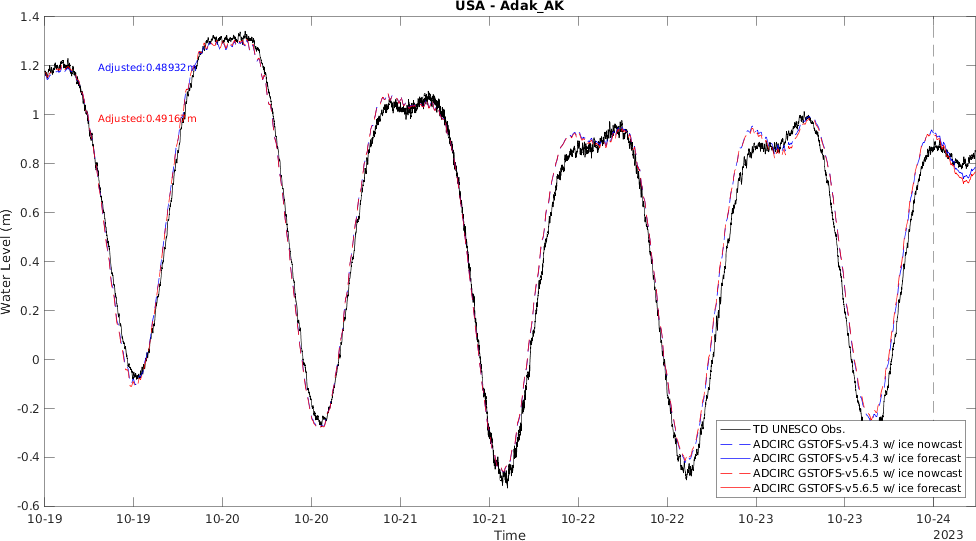 USA - Adak_AK
1.4
1.2
1
0.8
0.6
0.4
0.2
0
-0.2
-0.4
-0.6
Water Level (m)
Adjusted:0.48932m
Adjusted:0.4916 m
TD UNESCO Obs.
ADCIRC GSTOFS-v5.4.3 w/ ice nowcast
ADCIRC GSTOFS-v5.4.3 w/ ice forecast
ADCIRC GSTOFS-v5.6.5 w/ ice nowcast
ADCIRC GSTOFS-v5.6.5 w/ ice forecast
10-19 10-19 10-20 10-20 10-21 10-21 10-22 10-22 10-23 10-23 10-24
Time
2023